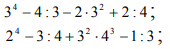 3⁴ − 4 : 3 − 2 · 3² + 2 : 4 ;
2⁴ − 3 : 4 + 3² · 4³ − 1 : 3 ;